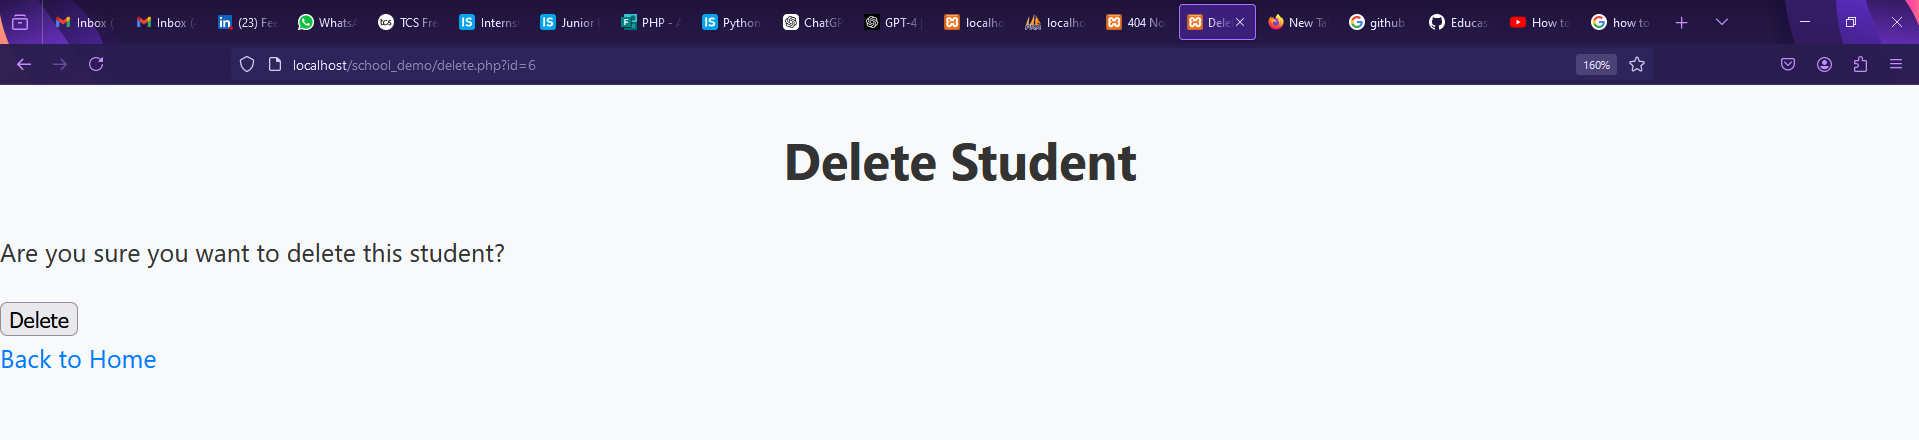 Inbox (
Inbox (
(23) Fee
Whats
TCS Fre
Interns
Junior
PHP - A
Python
ChatGP
GPT-4 |
localho
localho
404 No
Dele
New Ta
github
Educas
How to
how to
localhost/school_demo/delete.php?id=6
160%
Delete Student
Are you sure you want to delete this student?
Delete
Back to Home